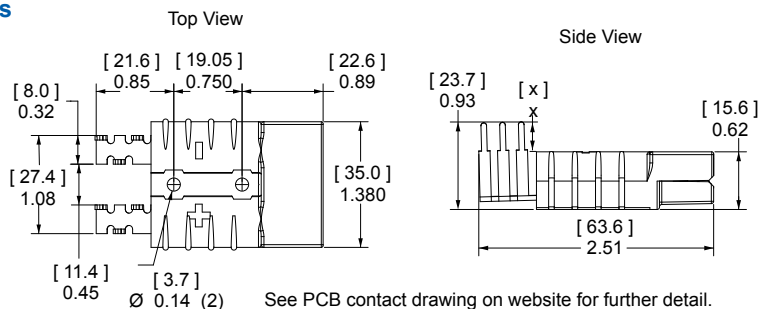 s
Top View
Side View
[ 21.6 ]
0.85
[ 19.05 ]
0.750
[ 22.6 ]
0.89
[ 8.0 ]
0.32
[ 27.4 ]
1.08
[ 11.4 ]
0.45
[ 3.7 ]
Ø 0.14 (2)
[ 35.0 ]
1.380
[ 23.7 ]
0.93
[ x ]
x
[ 15.6 ]
0.62
[ 63.6 ]
2.51
See PCB contact drawing on website for further detail.